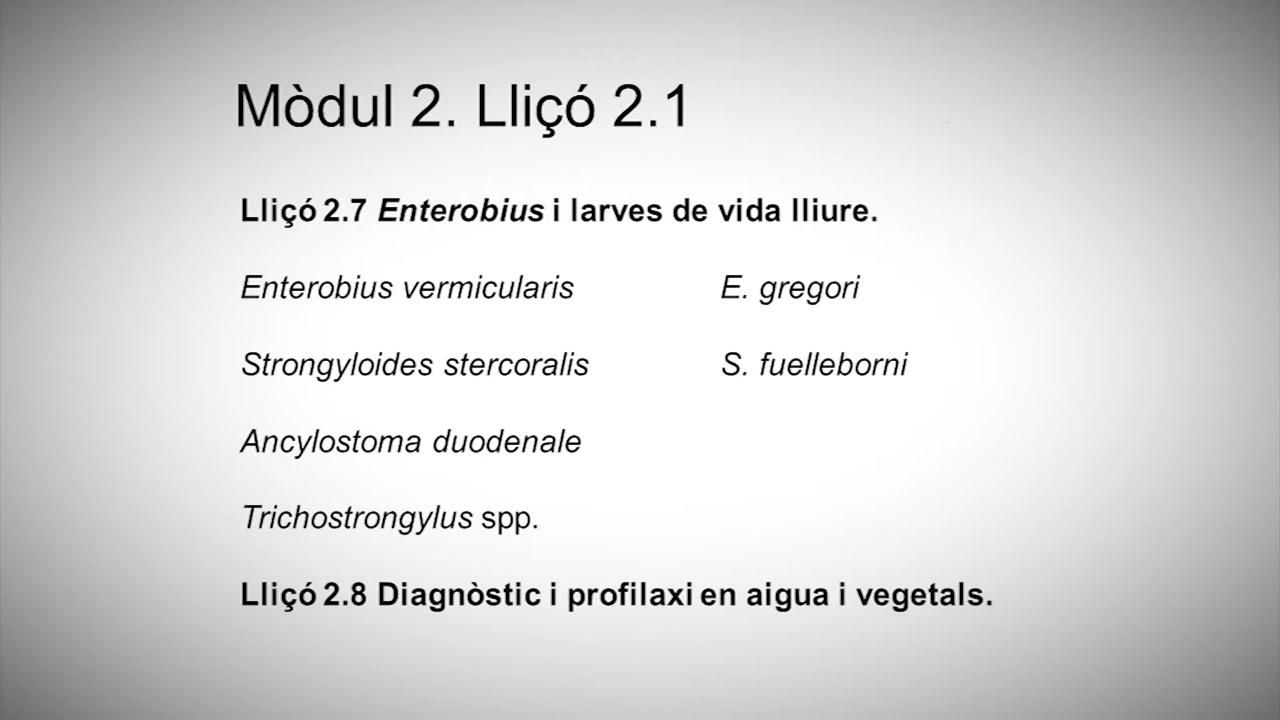 Mòdul 2. Lliçó 2.1
Lliçó 2.7 Enterobius i larves de vida lliure.
Enterobius vermicularis E. gregori
Strongyloides stercoralis S. fuelleborni
Ancylostoma duodenale
Trichostrongylus spp.
Lliçó 2.8 Diagnòstic i profilaxi en aigua i vegetals.